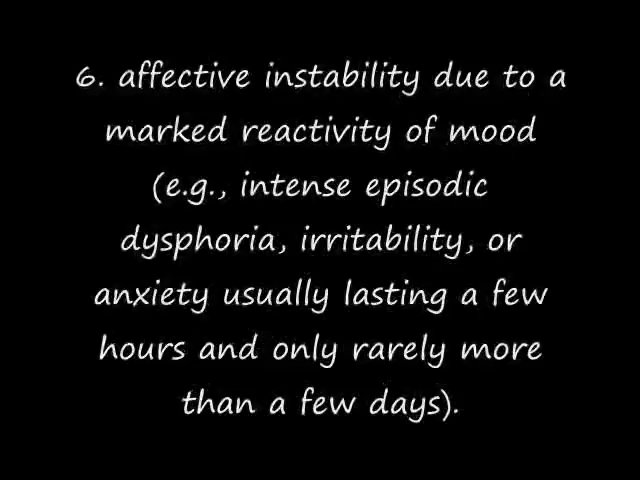 6. affective instability due to a
marked reactivity of mood
(e.g., intense episodic
dysphoria, irritability, or
anxiety usually lasting a few
hours and only rarely more
than a few days).